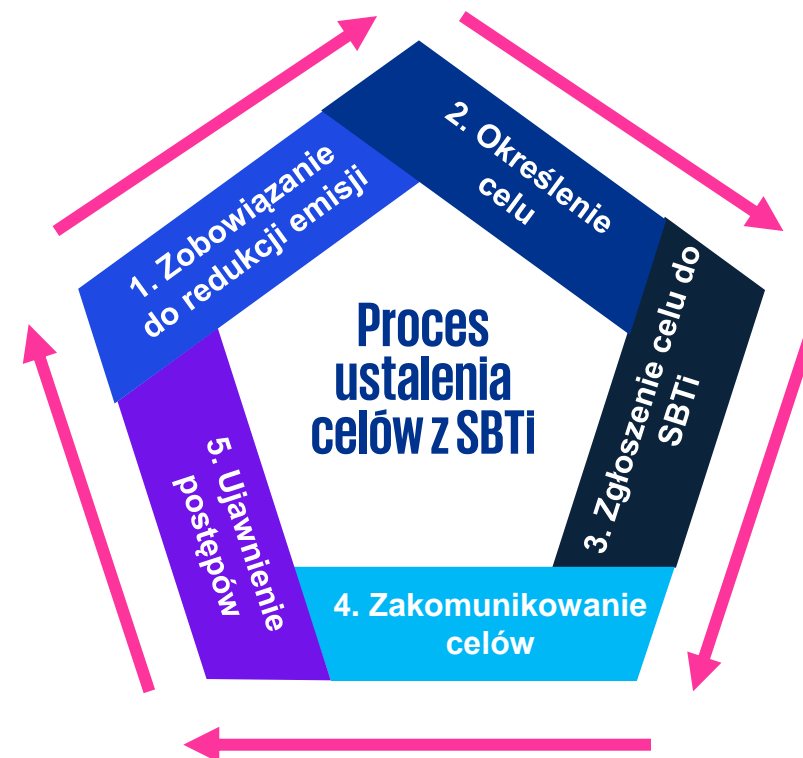 1. Zobowiązanie
do redukcji emisji
2. Określenie
celu
3. Zgłoszenie celu do
SBTi
4. Zakomunikowanie
celów
5. Ujawnienie
postępów
Proces
ustalenia
celów z SBTi